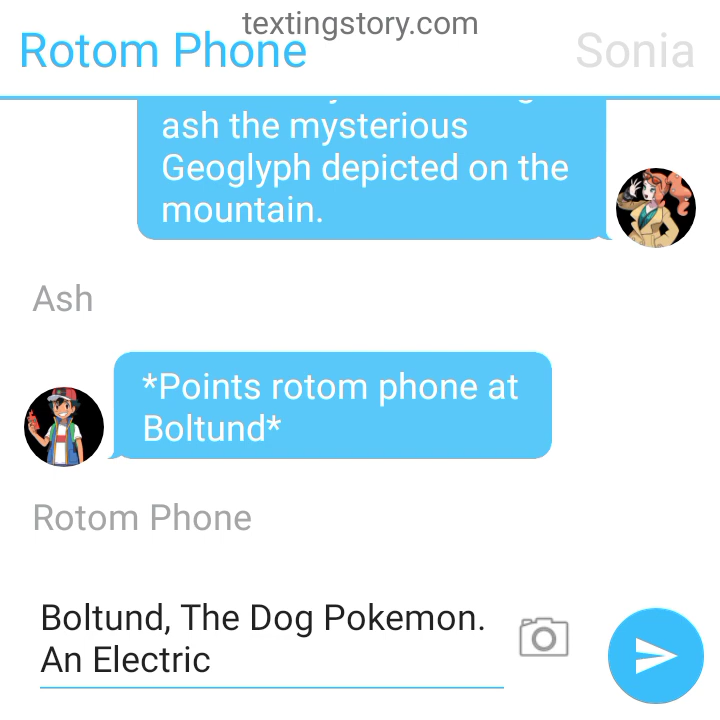 textingstory.com
Rotom Phone
Sonia
ash the mysterious
Geoglyph depicted on the
mountain.
Ash
*Points rotom phone at
Boltund*
Rotom Phone
Boltund, The Dog Pokemon.
An Electric